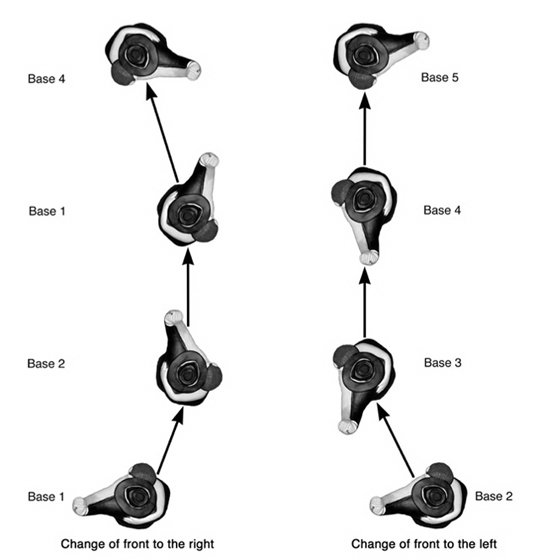 Base 4
Base 5
Base 1
Base 4
Base 2
Base 3
Base 1
Base 2
Change of front to the right
Change of front to the left